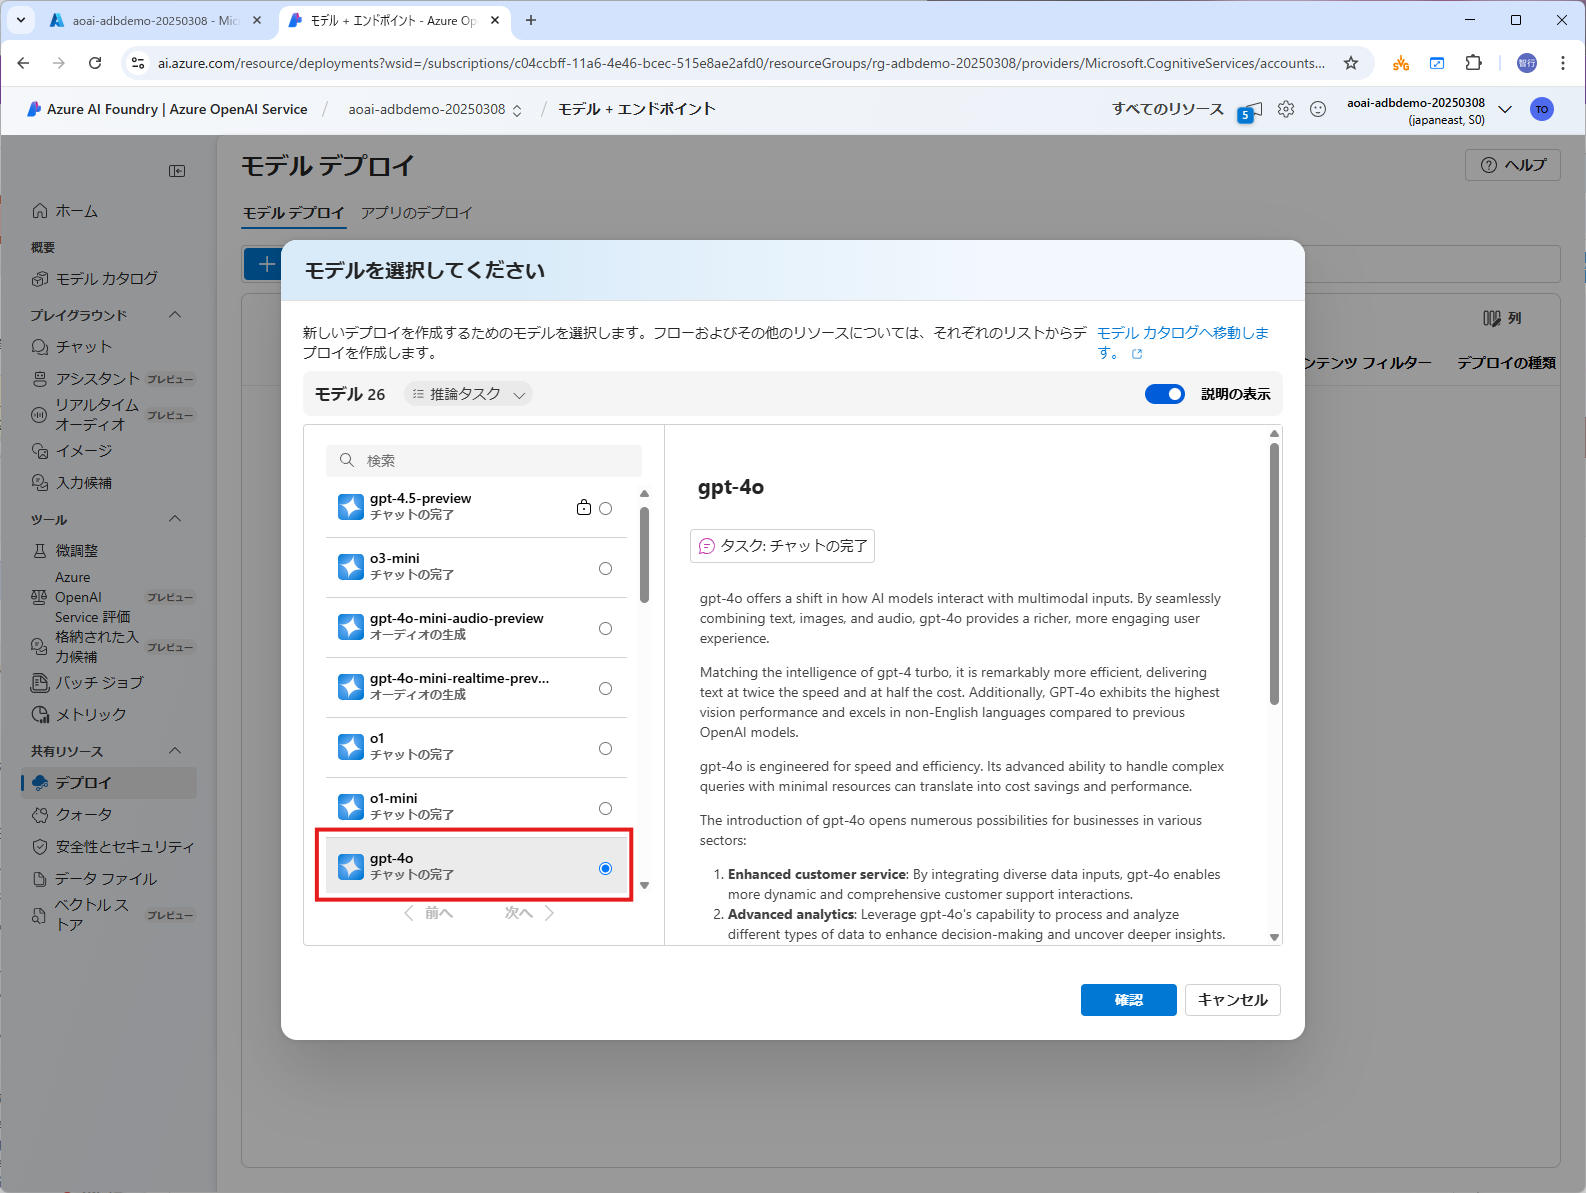 aoai-adbdemo-20250308 - Mic
モデル + エンドポイント - Azure Op
ai.azure.com/resource/deployments?wsid=/subscriptions/c04ccbff-11a6-4e46-bcec-515e8ae2afd0/resourceGroups/rg-adbdemo-20250308/providers/Microsoft.CognitiveServices/accounts...
智行
Azure AI Foundry | Azure OpenAI Service
/
aoai-adbdemo-20250308
/
モデル + エンドポイント
すべてのリソース
5
aoai-adbdemo-20250308
(japaneast, S0)
TO
モデル デプロイ
ヘルプ
モデル デプロイ
アプリのデプロイ
ホーム
概要
モデル カタログ
プレイグラウンド
チャット
アシスタント
プレビュー
リアルタイム
オーディオ
プレビュー
イメージ
入力候補
ツール
微調整
Azure
OpenAI
Service 評価
プレビュー
格納された入
力候補
プレビュー
バッチ ジョブ
メトリック
共有リソース
デプロイ
クォータ
安全性とセキュリティ
データ ファイル
ベクトル ス
トア
プレビュー
列
ンテンツ フィルター
デプロイの種類
モデルを選択してください
新しいデプロイを作成するためのモデルを選択します。フローおよびその他のリソースについては、それぞれのリストからデ
プロイを作成します。
モデル カタログへ移動しま
す。
モデル 26
推論タスク
説明の表示
検索
gpt-4.5-preview
チャットの完了
o3-mini
チャットの完了
gpt-4o-mini-audio-preview
オーディオの生成
gpt-4o-mini-realtime-prev...
オーディオの生成
o1
チャットの完了
o1-mini
チャットの完了
gpt-4o
チャットの完了
前へ
次へ
gpt-4o
タスク: チャットの完了
gpt-4o offers a shift in how AI models interact with multimodal inputs. By seamlessly
combining text, images, and audio, gpt-4o provides a richer, more engaging user
experience.
Matching the intelligence of gpt-4 turbo, it is remarkably more efficient, delivering
text at twice the speed and at half the cost. Additionally, GPT-4o exhibits the highest
vision performance and excels in non-English languages compared to previous
OpenAI models.
gpt-4o is engineered for speed and efficiency. Its advanced ability to handle complex
queries with minimal resources can translate into cost savings and performance.
The introduction of gpt-4o opens numerous possibilities for businesses in various
sectors:
1. Enhanced customer service: By integrating diverse data inputs, gpt-4o enables
more dynamic and comprehensive customer support interactions.
2. Advanced analytics: Leverage gpt-4o's capability to process and analyze
different types of data to enhance decision-making and uncover deeper insights.
確認
キャンセル